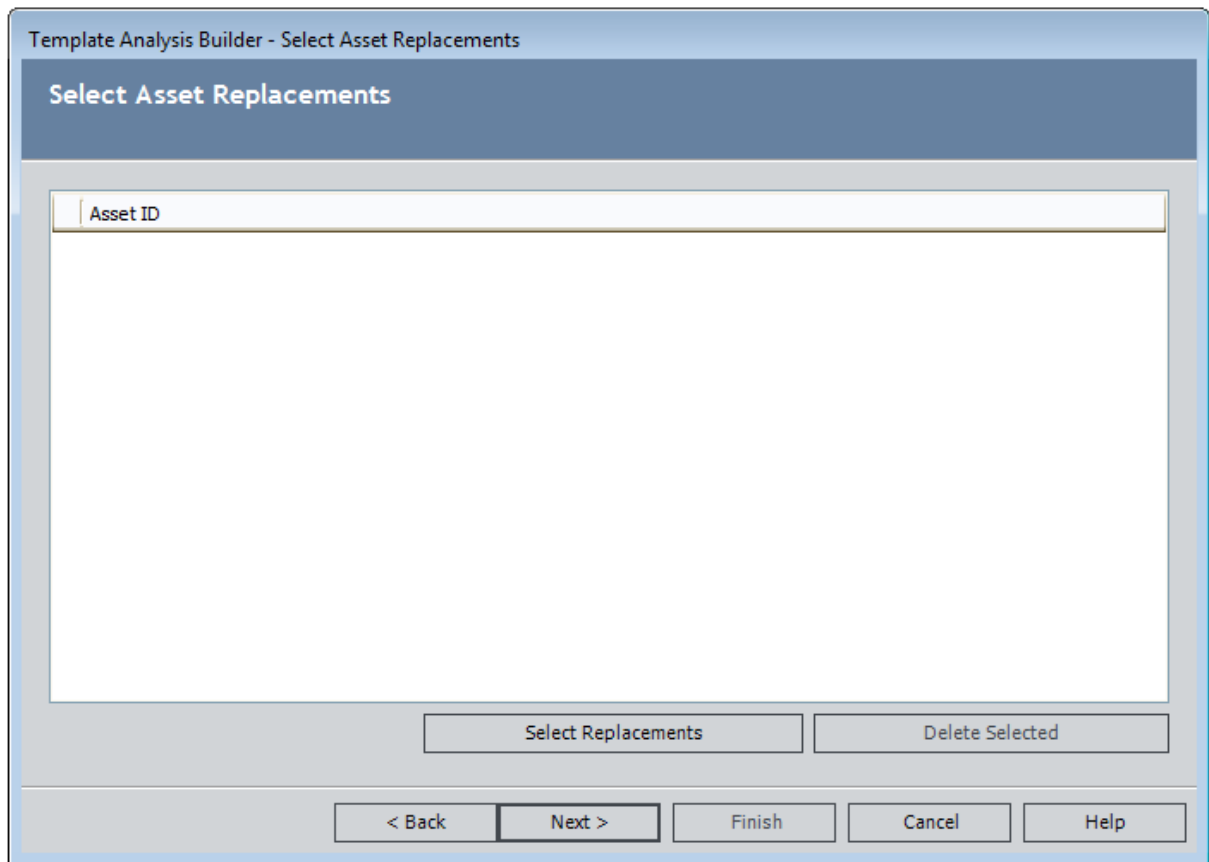 Template Analysis Builder - Select Asset Replacements
Select Asset Replacements
Asset ID
Select Replacements Delete Selected
< Back Next > Finish Cancel Help